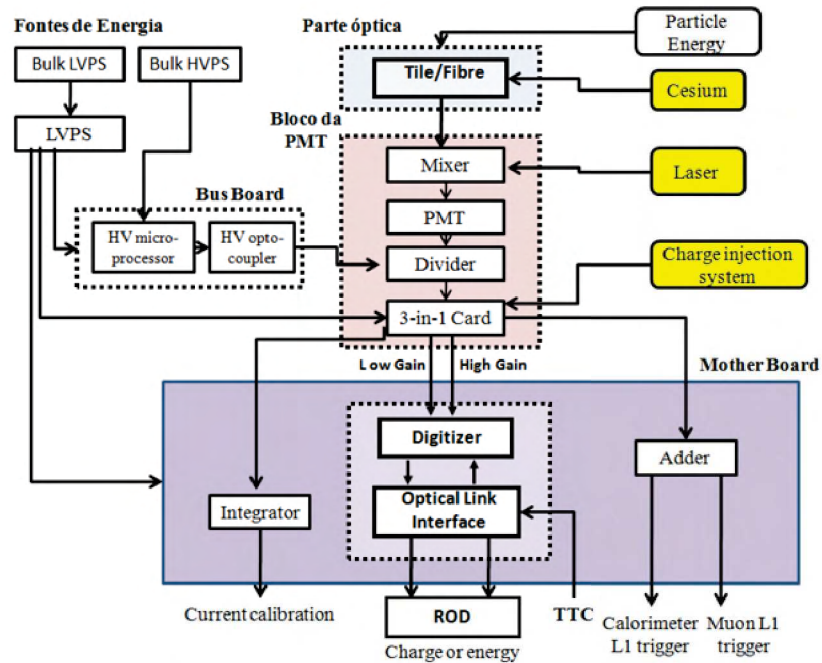 Fontes de Energia
Parte óptica
Particle
Energy
Bulk LVPS
Bulk HVPS
Tile/Fibre
Cesium
LVPS
Bloco da
PMT
Mixer
Laser
Bus Board
PMT
HV micro-
processor
HV opto-
coupler
Divider
Charge injection
system
3-in-1 Card
Low Gain
High Gain
Mother Board
Digitizer
Adder
Integrator
Optical Link
Interface
Current calibration
ROD
TTC
Calorimeter
L1 trigger
Muon L1
trigger
Charge or energy